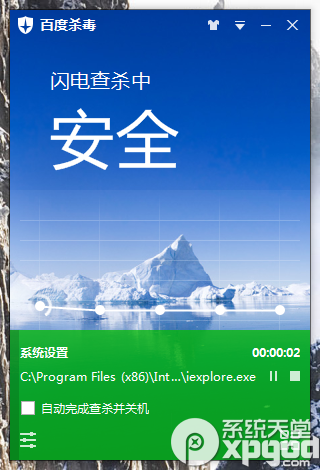 百度杀毒
闪电查杀中
安全
系统设置 00:00:02
C:\Program Files (x86)\Int...\iexplore.exe
自动完成查杀并关机
系统天堂
xpgod
.com